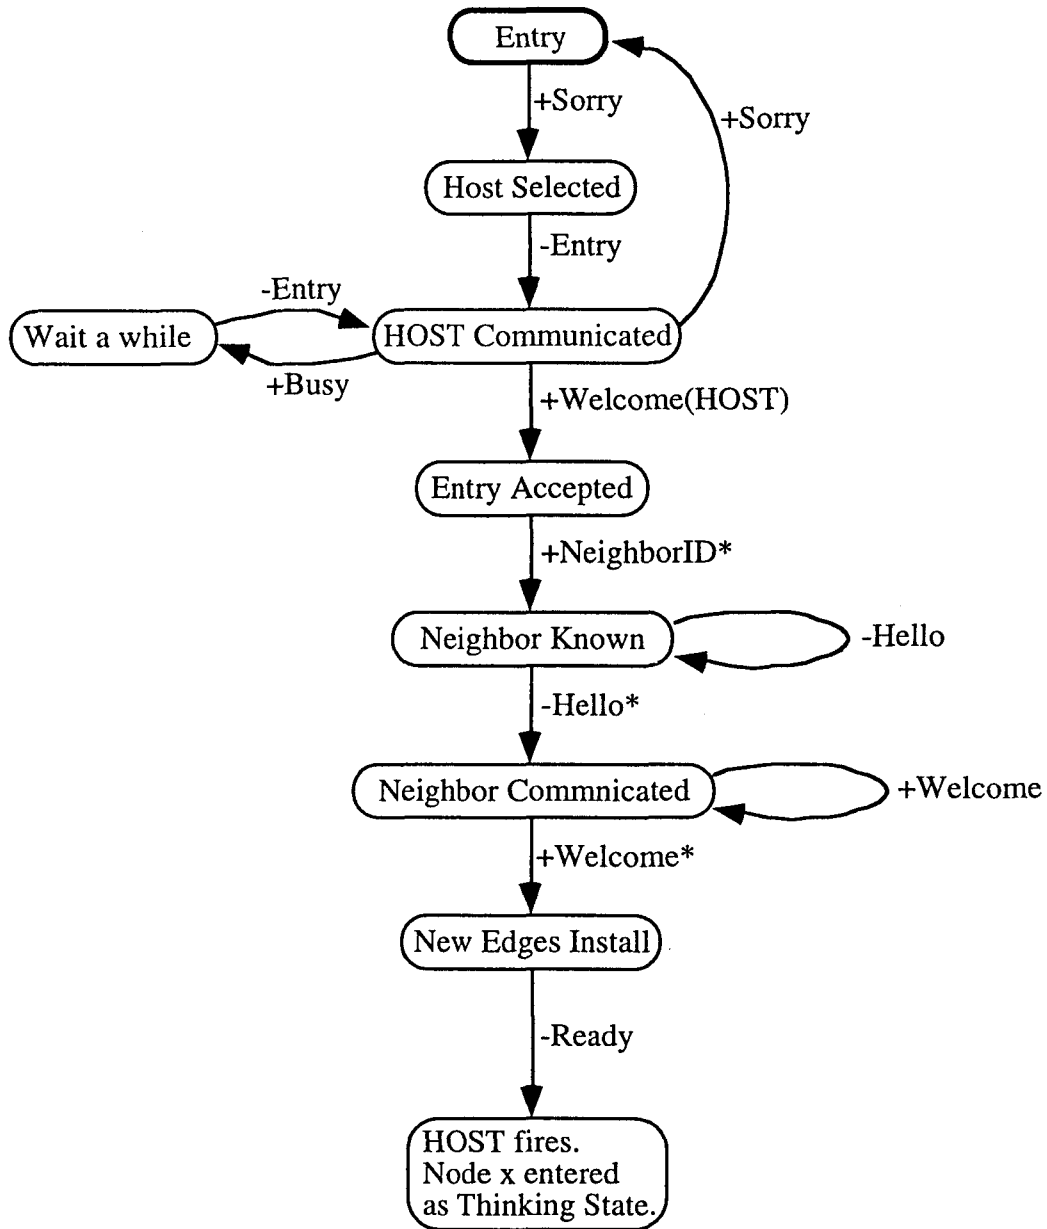 Entry
+Sorry
+Sorry
Host Selected
-Entry
-Entry
Wait a while
HOST Communicated
+Busy
+Welcome(HOST)
Entry Accepted
+NeighborID*
Neighbor Known
-Hello
-Hello*
Neighbor Commnicated
+Welcome
+Welcome*
New Edges Install
-Ready
HOST fires.
Node x entered
as Thinking State.